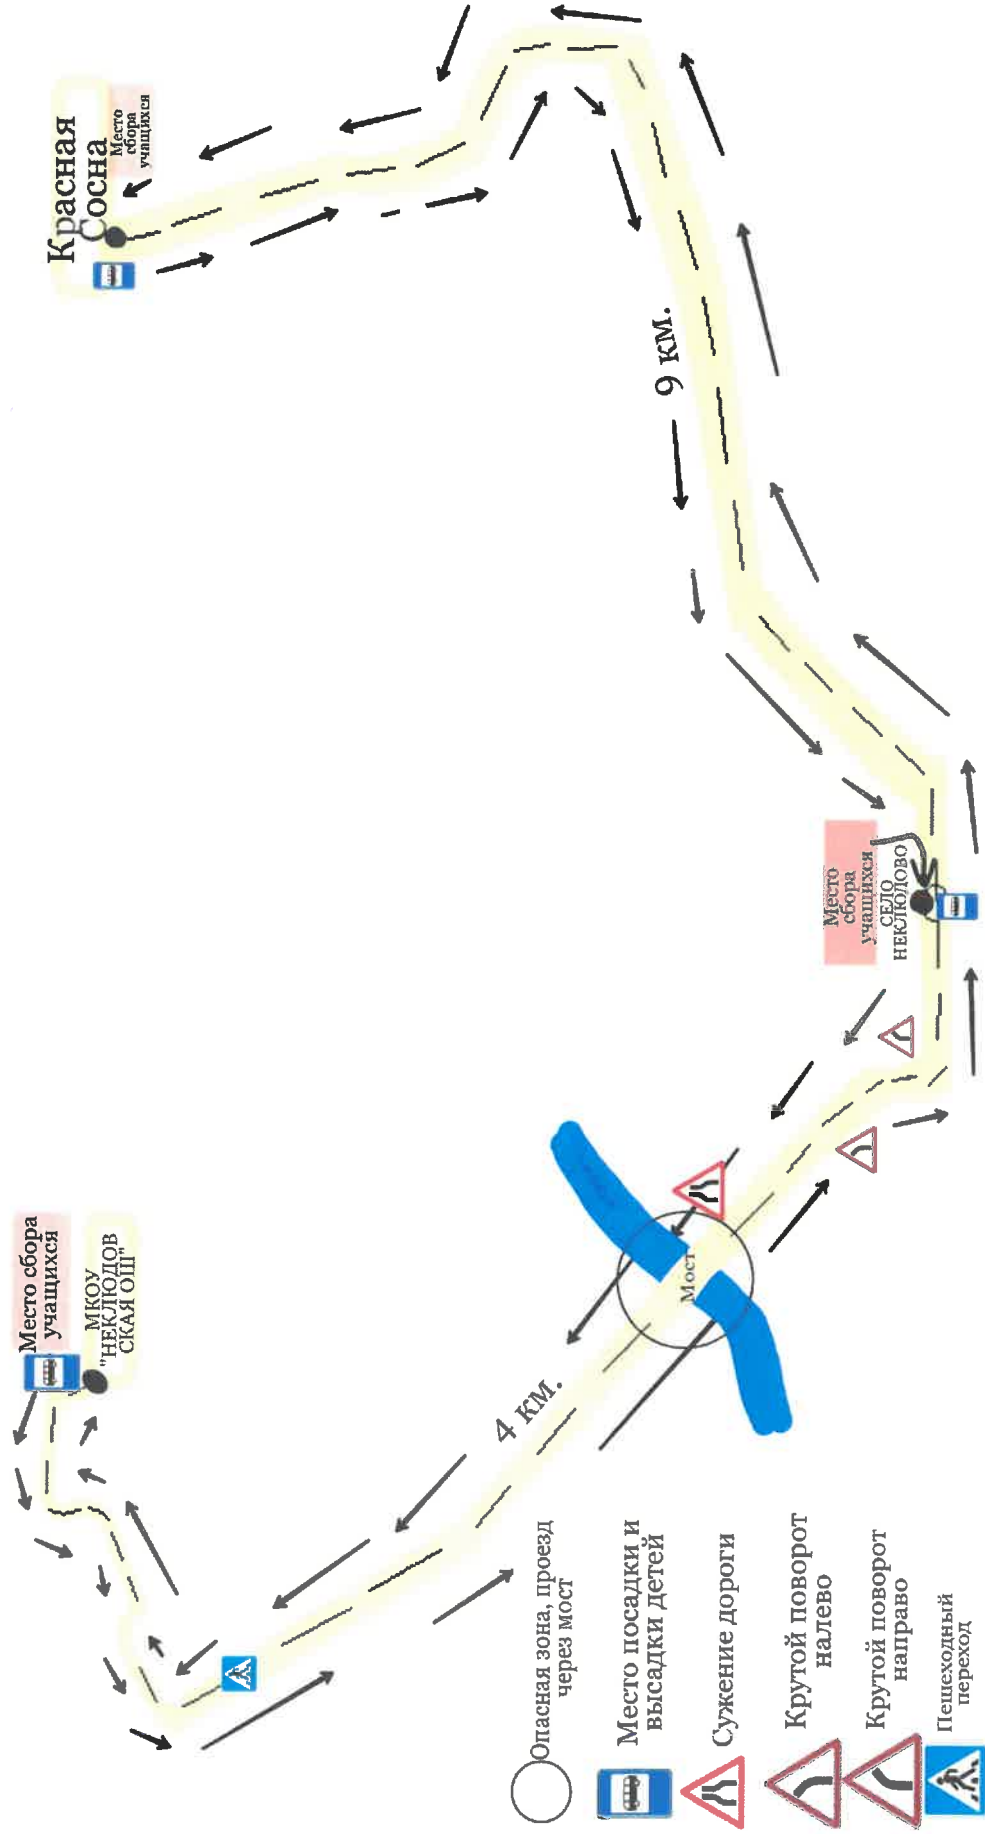 Место сбора
учащихся
МКОУ
"НЕКЛЮДОВ
СКАЯ ОШ"
4 км.
Мост
Место
сбора
учащихся
СЕЛО
НЕКЛЮДОВО
9 км.
Красная
Сосна
Место
сбора
учащихся
Опасная зона, проезд
через мост
Место посадки и
высадки детей
Сужение дороги
Крутой поворот
налево
Крутой поворот
направо
Пешеходный
переход